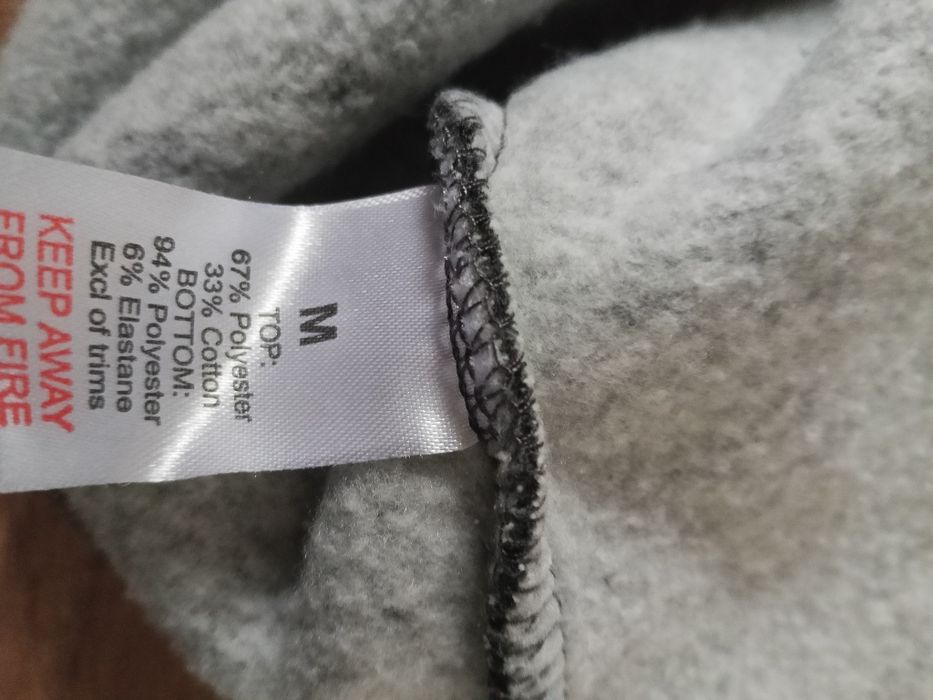 M
TOP:
67% Polyester
33% Cotton
BOTTOM:
94% Polyester
6% Elastane
Excl of trims
KEEP AWAY
FROM FIRE